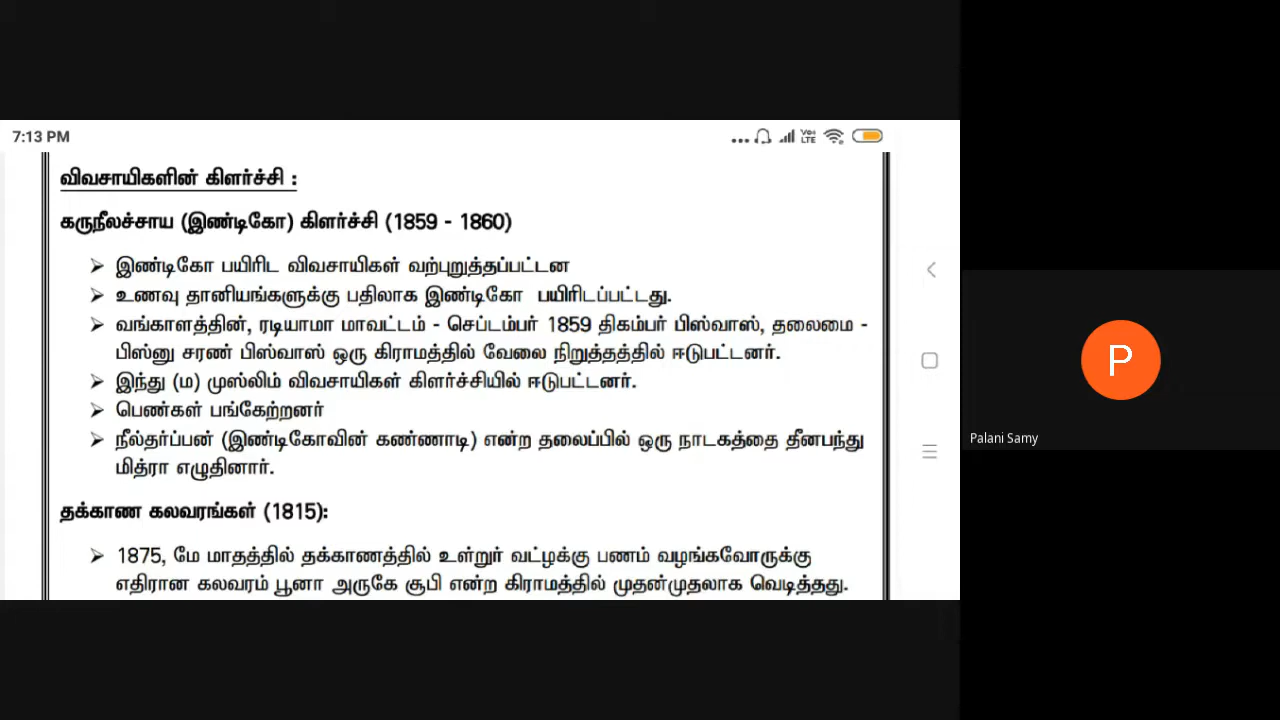 7:13 PM
விவசாயிகளின் கிளர்ச்சி :
கருநீலச்சாய (இண்டிகோ) கிளர்ச்சி (1859 - 1860)
➢ இண்டிகோ பயிரிட விவசாயிகள் வற்புறுத்தப்பட்டன
➢ உணவு தானியங்களுக்கு பதிலாக இண்டிகோ பயிரிடப்பட்டது.
➢ வங்காளத்தின், ரடியாமா மாவட்டம் - செப்டம்பர் 1859 திகம்பர் பிஸ்வாஸ், தலைமை -
பிஸ்னு சரண் பிஸ்வாஸ் ஒரு கிராமத்தில் வேலை நிறுத்தத்தில் ஈடுபட்டனர்.
➢ இந்து (ம) முஸ்லிம் விவசாயிகள் கிளர்ச்சியில் ஈடுபட்டனர்.
➢ பெண்கள் பங்கேற்றனர்
➢ நீல்தர்ப்பன் (இண்டிகோவின் கண்ணாடி) என்ற தலைப்பில் ஒரு நாடகத்தை தீனபந்து
மித்ரா எழுதினார்.
தக்காண கலவரங்கள் (1815):
➢ 1875, மே மாதத்தில் தக்காணத்தில் உள்றுர் வட்ழக்கு பணம் வழங்கவோருக்கு
எதிரான கலவரம் பூனா அருகே சூபி என்ற கிராமத்தில் முதன்முதலாக வெடித்தது.
P
Palani Samy